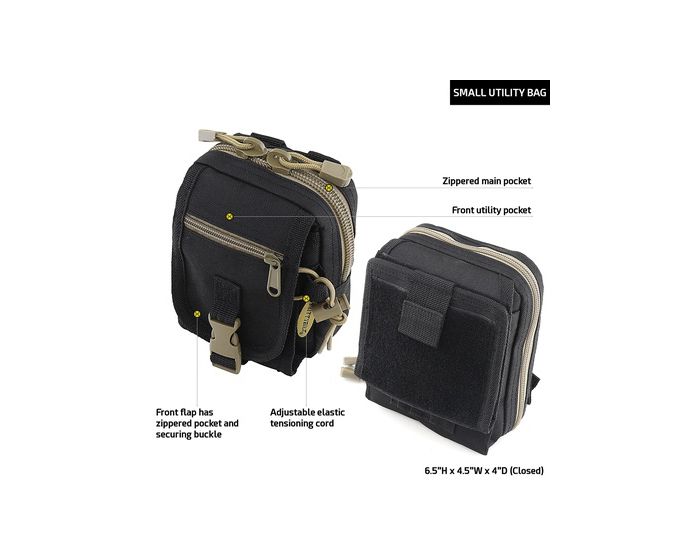 SMALL UTILITY BAG
Zippered main pocket
Front utility pocket
Front flap has
zippered pocket and
securing buckle
Adjustable elastic
tensioning cord
6.5"H x 4.5"W x 4"D (Closed)